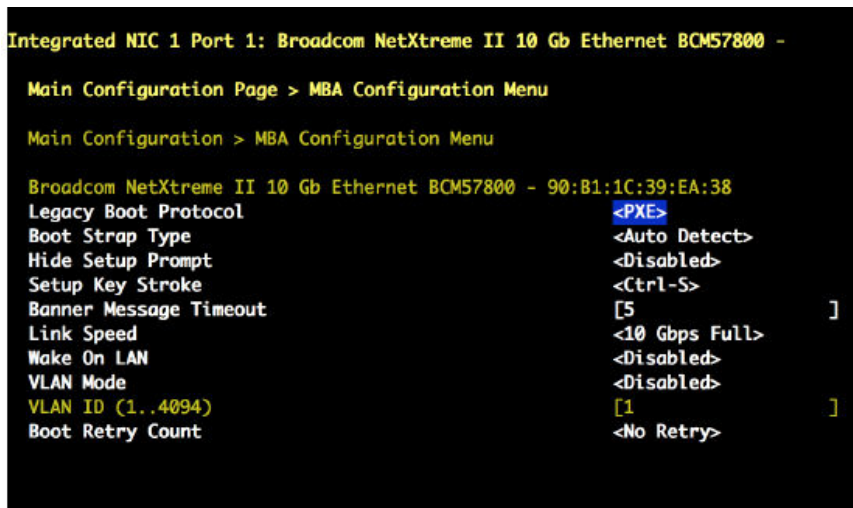 Integrated NIC 1 Port 1: Broadcom NetXtreme II 10 Gb Ethernet BCM57800 -
Main Configuration Page > MBA Configuration Menu
Main Configuration > MBA Configuration Menu
Broadcom NetXtreme II 10 Gb Ethernet BCM57800 - 90:B1:1C:39:EA:38
Legacy Boot Protocol <PXE>
Boot Strap Type <Auto Detect>
Hide Setup Prompt <Disabled>
Setup Key Stroke <Ctrl-S>
Banner Message Timeout [5 ]
Link Speed <10 Gbps Full>
Wake On LAN <Disabled>
VLAN Mode <Disabled>
VLAN ID (1..4094) [1 ]
Boot Retry Count <No Retry>